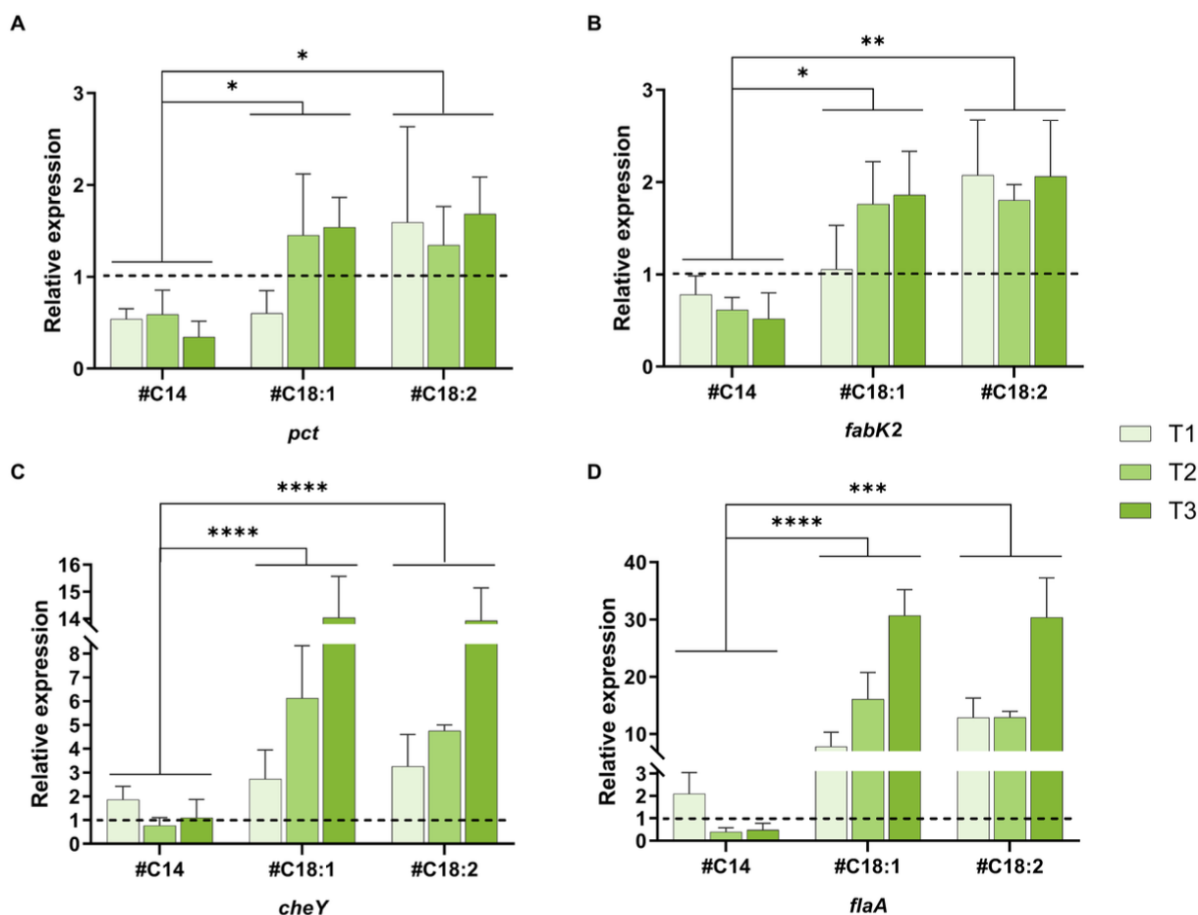 A
*
*
3
2
1
0
Relative expression
#C14
#C18:1
#C18:2
pct
B
**
*
3
2
1
0
Relative expression
#C14
#C18:1
#C18:2
fabK2
T1
T2
T3
C
****
****
16
15
14
8
6
5
4
3
2
1
0
Relative expression
#C14
#C18:1
#C18:2
cheY
D
***
****
40
30
20
10
3
2
1
0
Relative expression
#C14
#C18:1
#C18:2
flaA